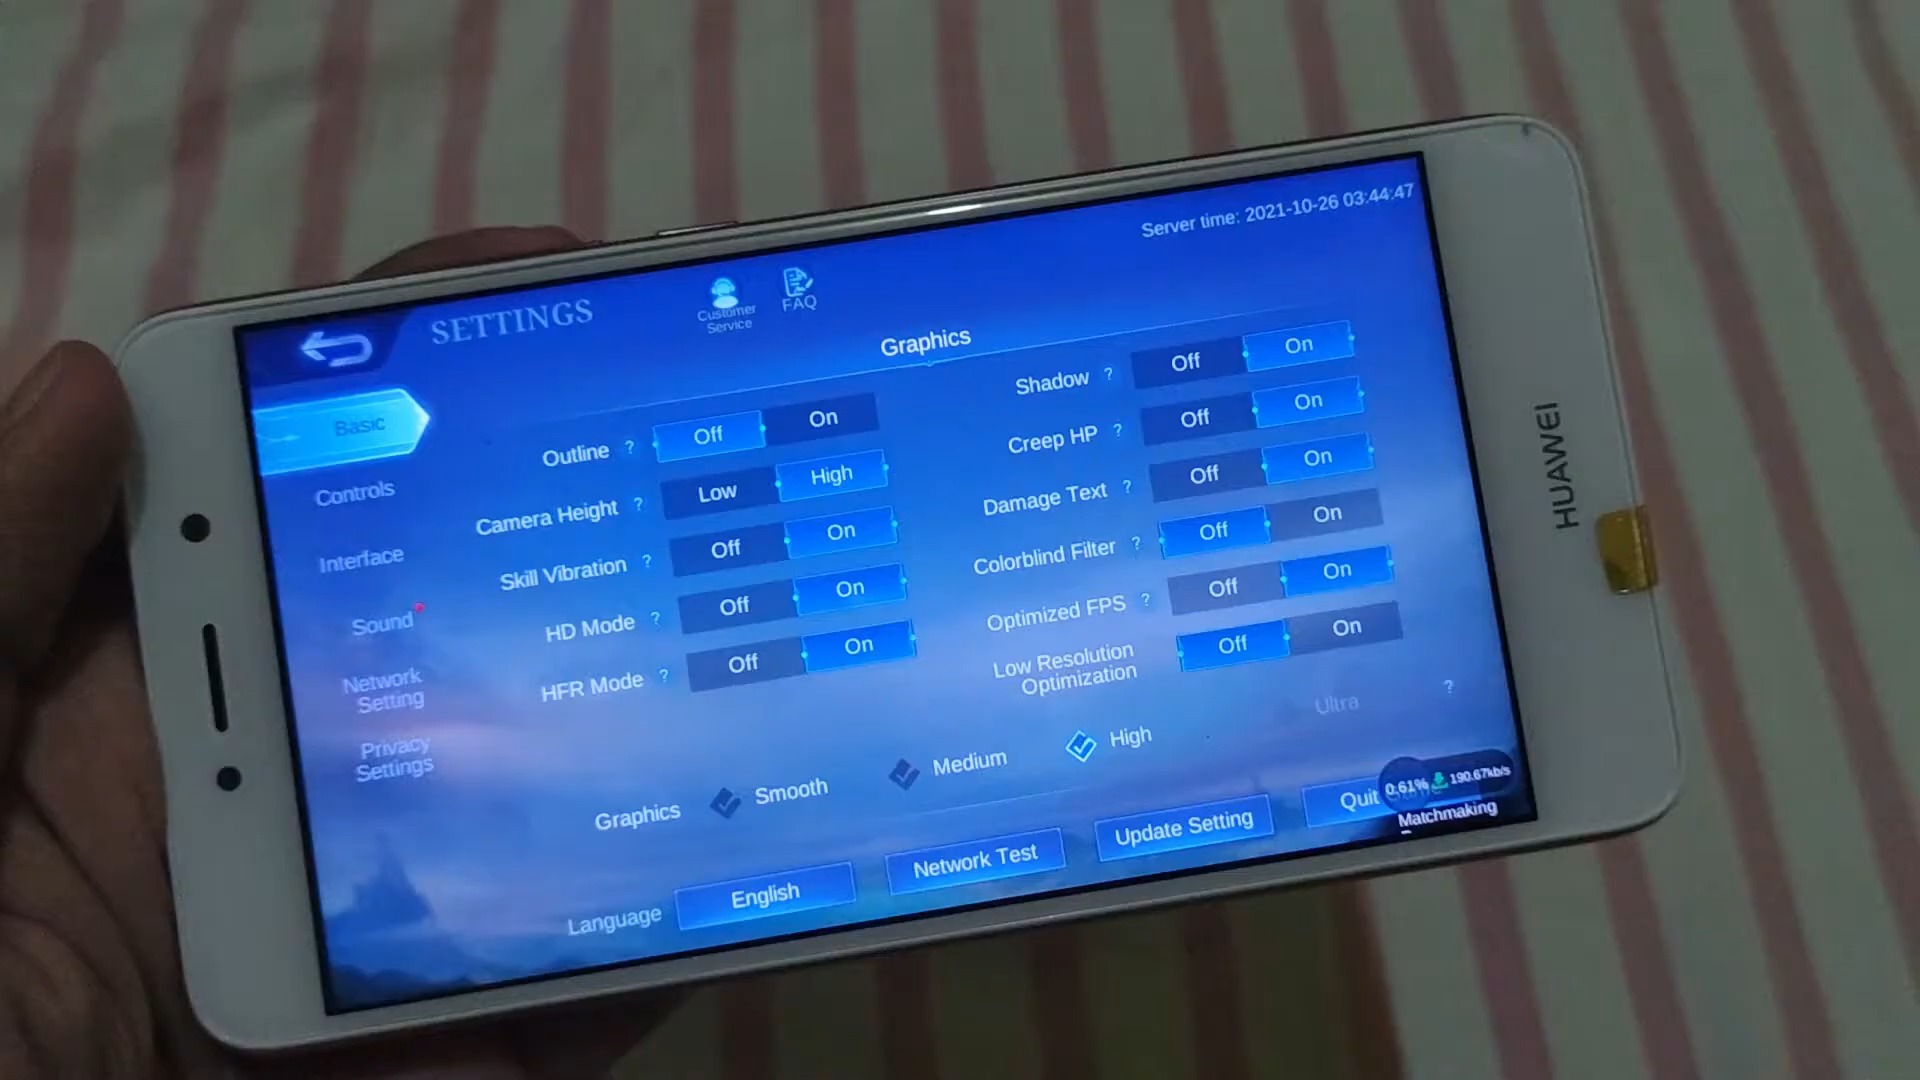 Server time: 2021-10-26 03:44:47
SETTINGS
Customer
Service
FAQ
Graphics
Basic
Controls
Interface
Sound
Network
Setting
Privacy
Settings
Outline ? Off On
Camera Height ? Low High
Skill Vibration ? Off On
HD Mode ? Off On
HFR Mode ? Off On
Shadow ? Off On
Creep HP ? Off On
Damage Text ? Off On
Colorblind Filter ? Off On
Optimized FPS ? Off On
Low Resolution
Optimization
Off On
Graphics Smooth Medium High Ultra ?
Language English Network Test Update Setting Quit
0:61% 190.67kb/s
Matchmaking
HUAWEI